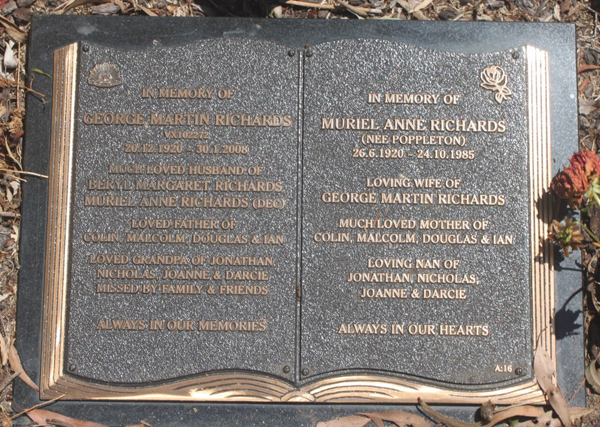 IN MEMORY OF
GEORGE MARTIN RICHARDS
VX102272
20.12.1920 – 30.1.2008
MUCH LOVED HUSBAND OF
BERYL MARGARET RICHARDS
MURIEL ANNE RICHARDS (DEC)
LOVED FATHER OF
COLIN, MALCOLM, DOUGLAS & IAN
LOVED GRANDPA OF JONATHAN,
NICHOLAS, JOANNE & DARCIE
MISSED BY FAMILY & FRIENDS
ALWAYS IN OUR MEMORIES
IN MEMORY OF
MURIEL ANNE RICHARDS
(NEE POPPLETON)
26.6.1920 – 24.10.1985
LOVING WIFE OF
GEORGE MARTIN RICHARDS
MUCH LOVED MOTHER OF
COLIN, MALCOLM, DOUGLAS & IAN
LOVING NAN OF
JONATHAN, NICHOLAS,
JOANNE & DARCIE
ALWAYS IN OUR HEARTS
A:16